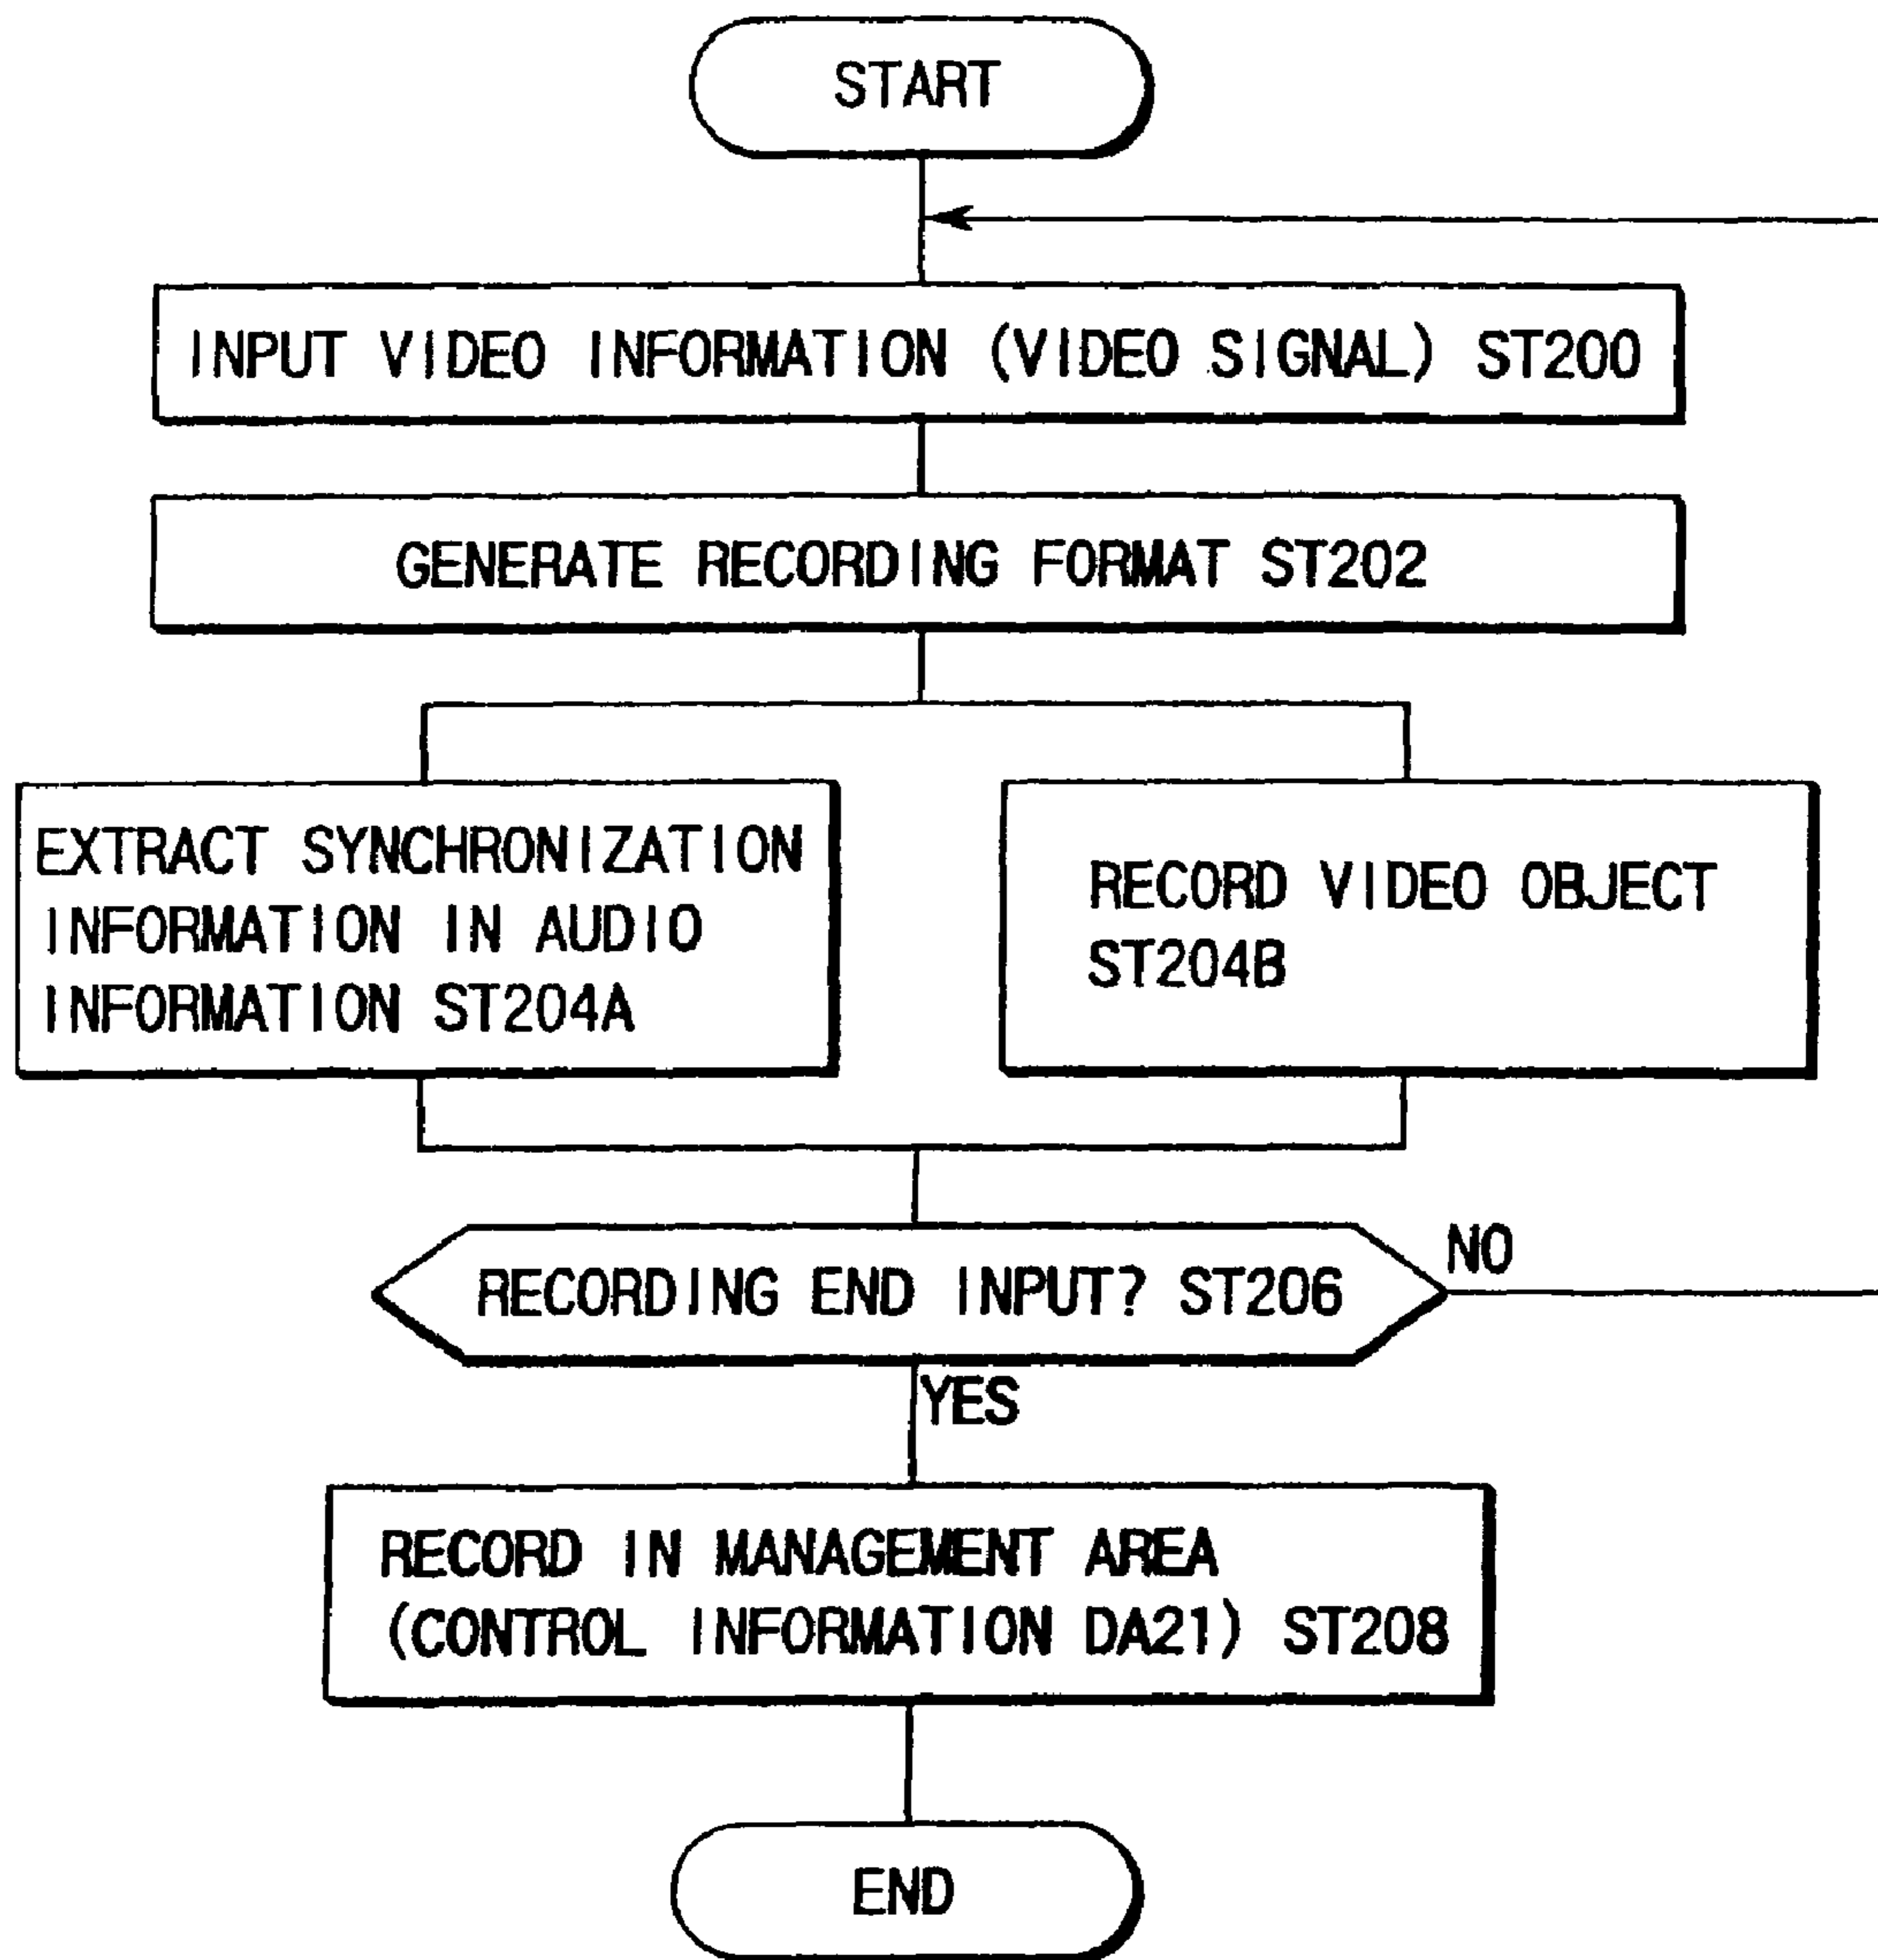 START
INPUT VIDEO INFORMATION (VIDEO SIGNAL) ST200
GENERATE RECORDING FORMAT ST202
EXTRACT SYNCHRONIZATION
INFORMATION IN AUDIO
INFORMATION ST204A
RECORD VIDEO OBJECT
ST204B
RECORDING END INPUT? ST206
NO
YES
RECORD IN MANAGEMENT AREA
(CONTROL INFORMATION DA21) ST208
END